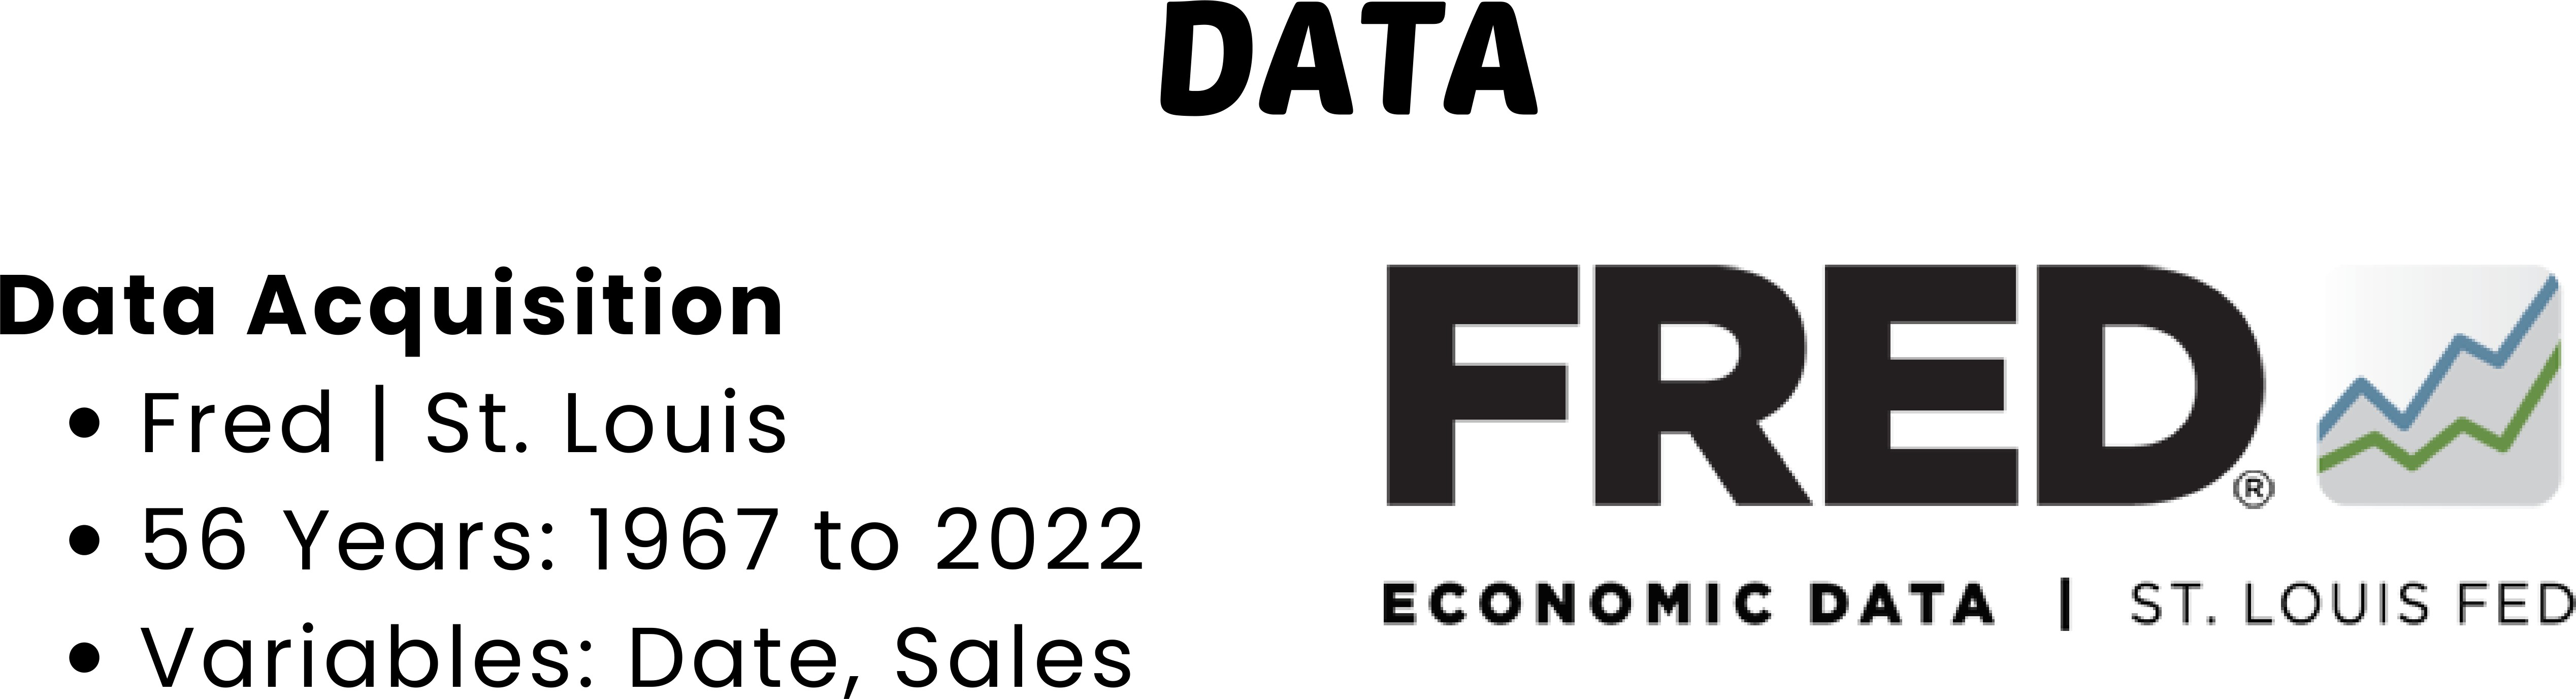 DATA
Data Acquisition
• Fred | St. Louis
• 56 Years: 1967 to 2022
• Variables: Date, Sales
FRED®
ECONOMIC DATA | ST. LOUIS FED